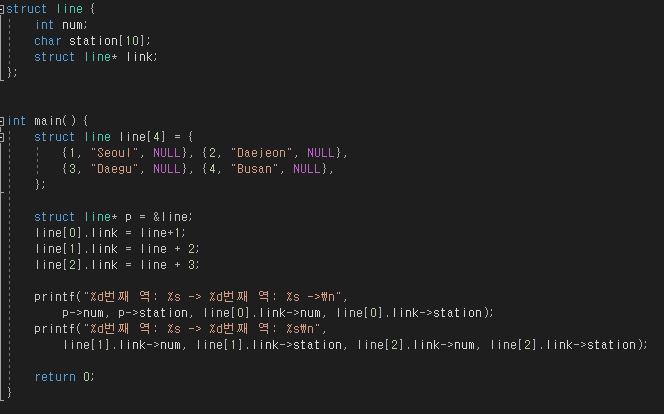 struct line {
int num;
char station[10];
struct line* link;
};
int main() {
struct line line[4] = {
{1, "Seoul", NULL}, {2, "Daejeon", NULL},
{3, "Daegu", NULL}, {4, "Busan", NULL},
};
struct line* p = &line;
line[0].link = line+1;
line[1].link = line + 2;
line[2].link = line + 3;
printf("%d번째 역: %s -> %d번째 역: %s ->₩n",
p->num, p->station, line[0].link->num, line[0].link->station);
printf("%d번째 역: %s -> %d번째 역: %s₩n",
line[1].link->num, line[1].link->station, line[2].link->num, line[2].link->station);
return 0;
}